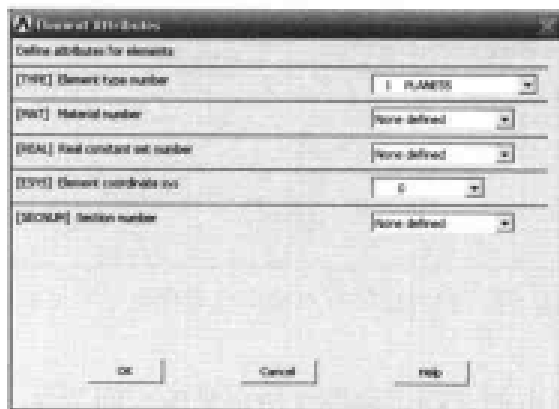 Element Attributes
Define attributes for elements
[TYPE] Element type number
1 PLANE55
[MAT] Material number
None defined
[REAL] Real constant set number
None defined
[ESYS] Element coordinate sys
0
[SECNUM] Section number
None defined
OK
Cancel
Help